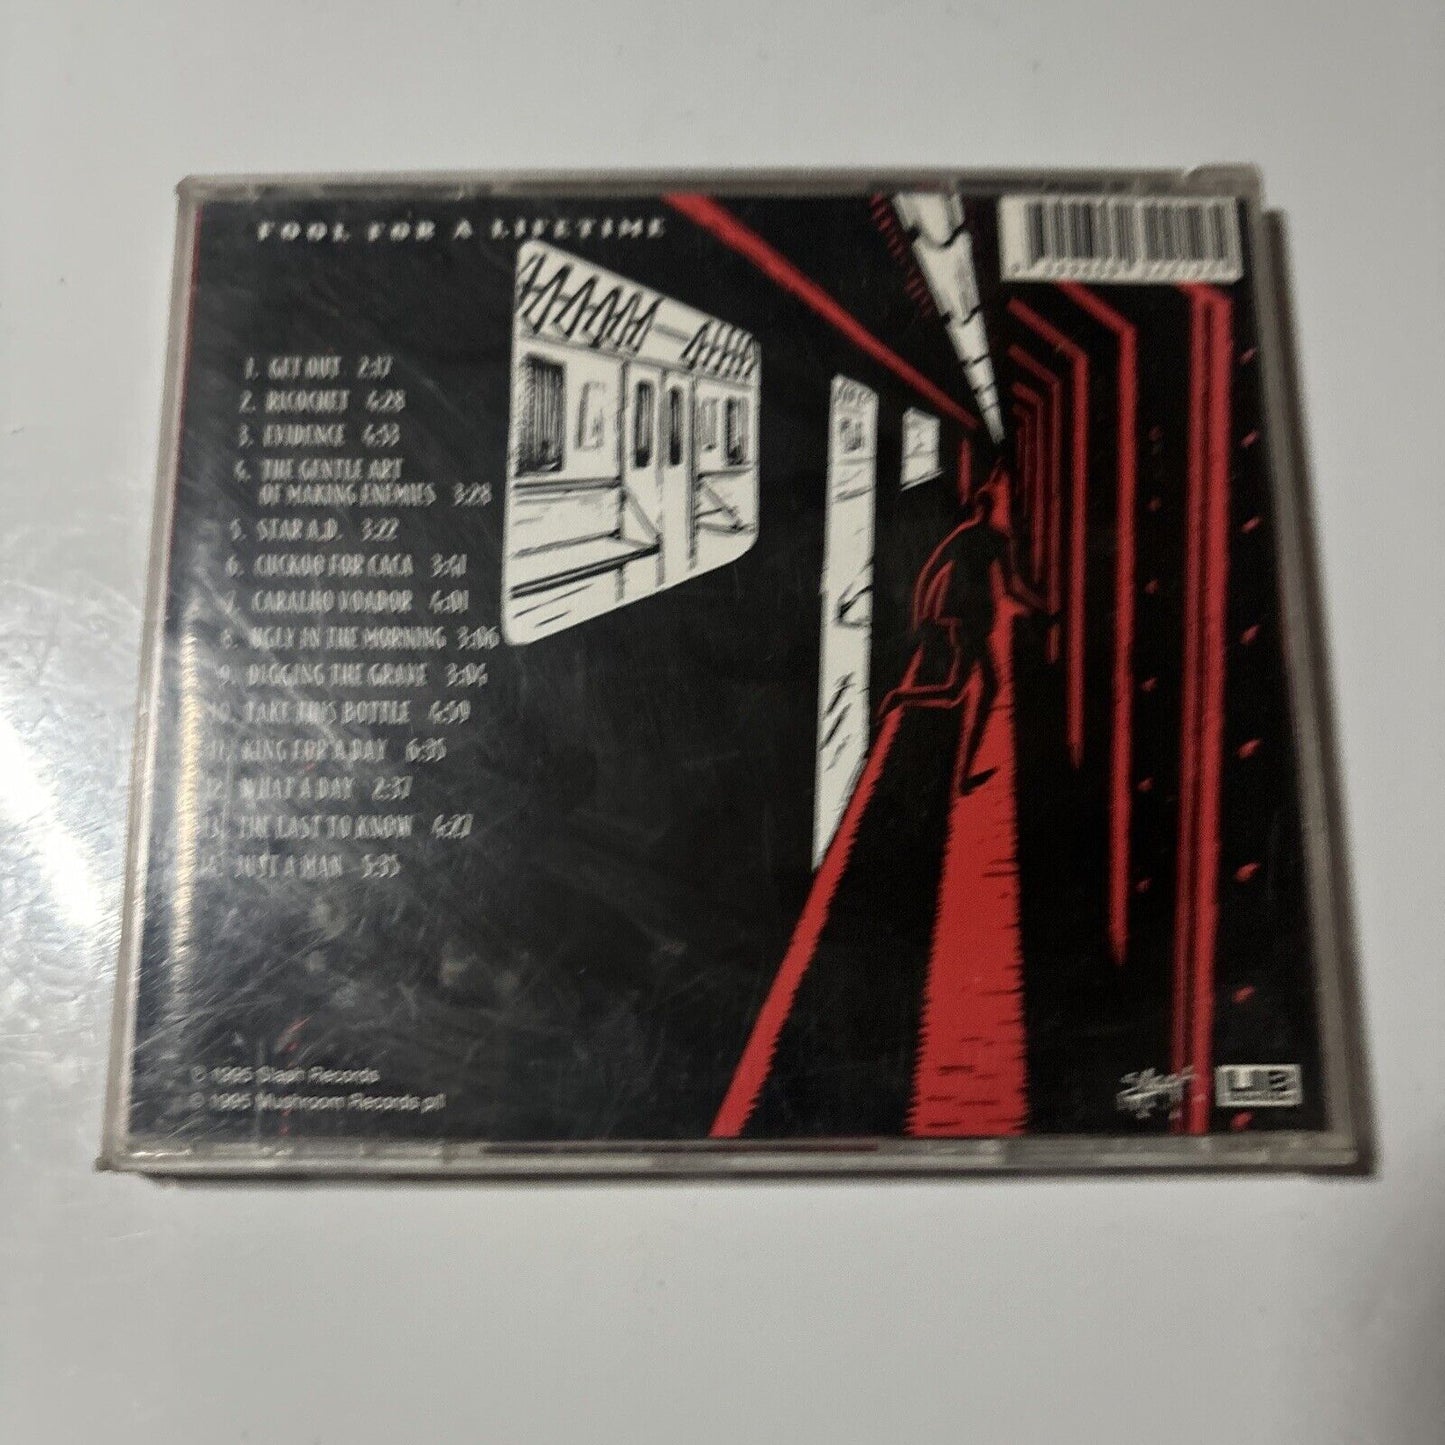 FOOL FOR A LIFETIME
1. GET OUT 2:17
2. RICOCHET 4:28
3. EVIDENCE 4:53
4. THE GENTLE ART
OF MAKING ENEMIES 3:28
5. STAR A.D. 3:22
6. CUCKOO FOR CACA 3:41
7. CARALHO VOADOR 4:01
8. UGLY IN THE MORNING 3:06
9. DIGGING THE GRAVE 3:04
10. TAKE THIS BOTTLE 4:59
11. KING FOR A DAY 6:35
12. WHAT A DAY 2:37
13. THE LAST TO KNOW 4:27
14. JUST A MAN 5:35
1995 Slash Records
© 1995 Mushroom Records p/l